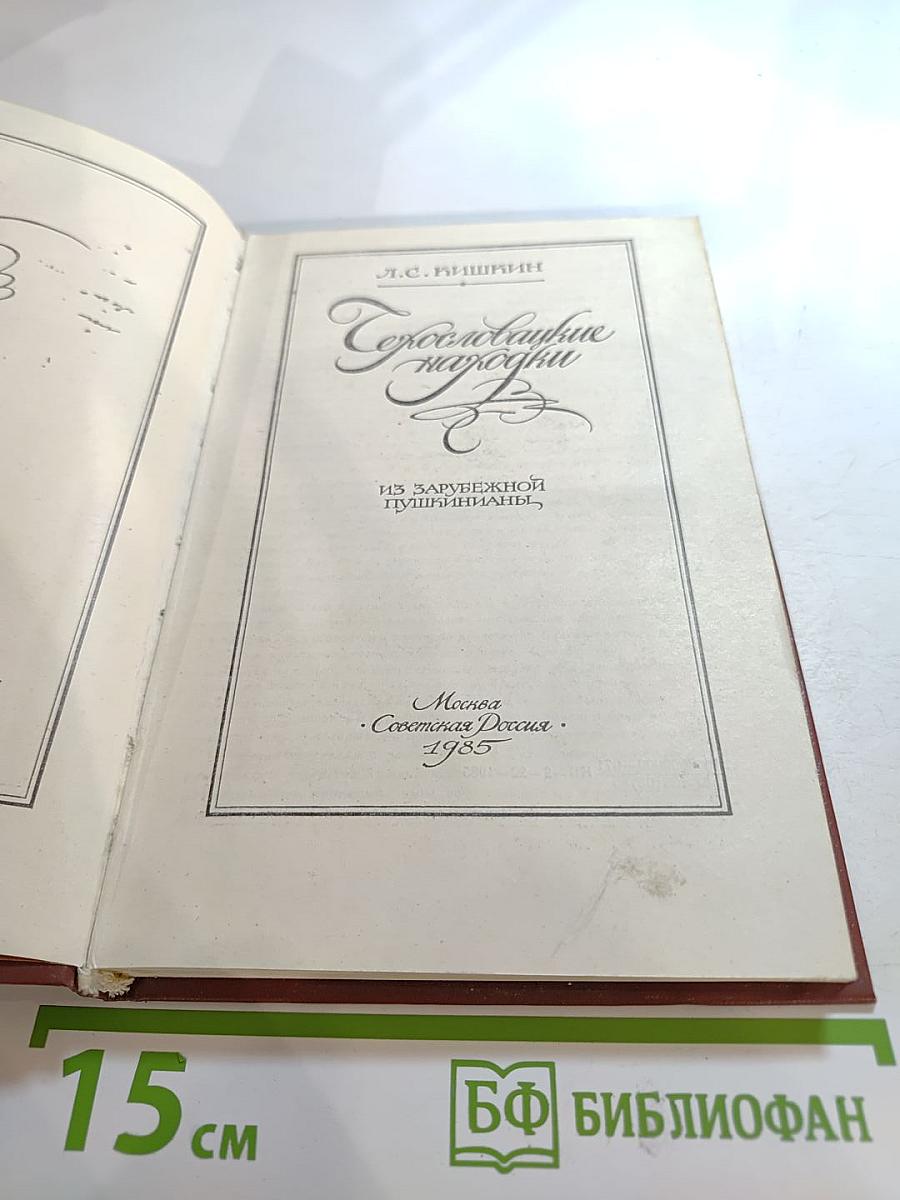 Л.С. КИШКИН
Чехословацкие
находки
ИЗ ЗАРУБЕЖНОЙ
ПУШКИНИАНЫ
Москва
· Советская Россия ·
1985
15 см
БФ БИБЛИОФАН